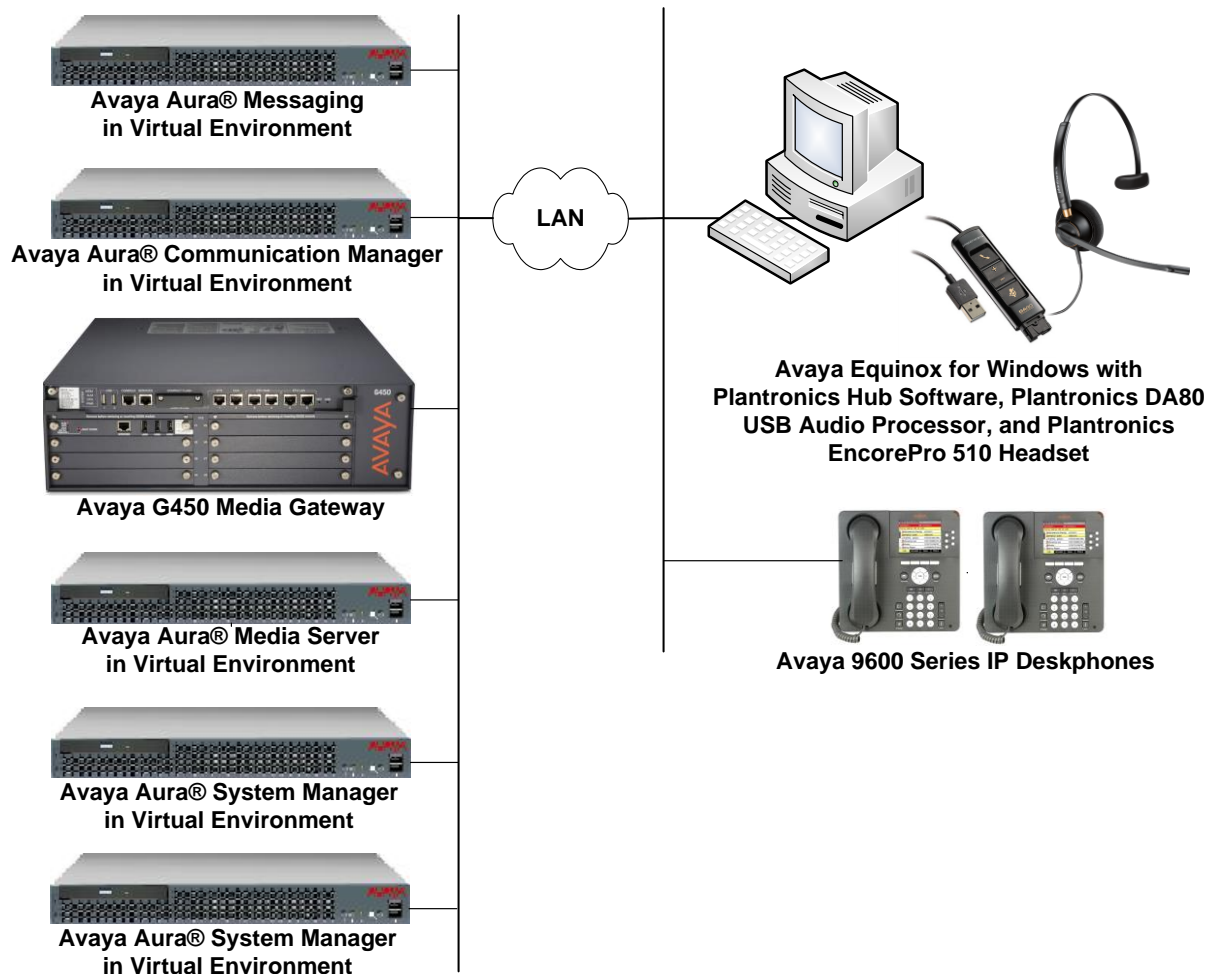 Avaya Aura® Messaging
in Virtual Environment
Avaya Aura® Communication Manager
in Virtual Environment
G450
AVAYA
Avaya G450 Media Gateway
Avaya Aura® Media Server
in Virtual Environment
Avaya Aura® System Manager
in Virtual Environment
Avaya Aura® System Manager
in Virtual Environment
LAN
Avaya Equinox for Windows with
Plantronics Hub Software, Plantronics DA80
USB Audio Processor, and Plantronics
EncorePro 510 Headset
Avaya 9600 Series IP Deskphones